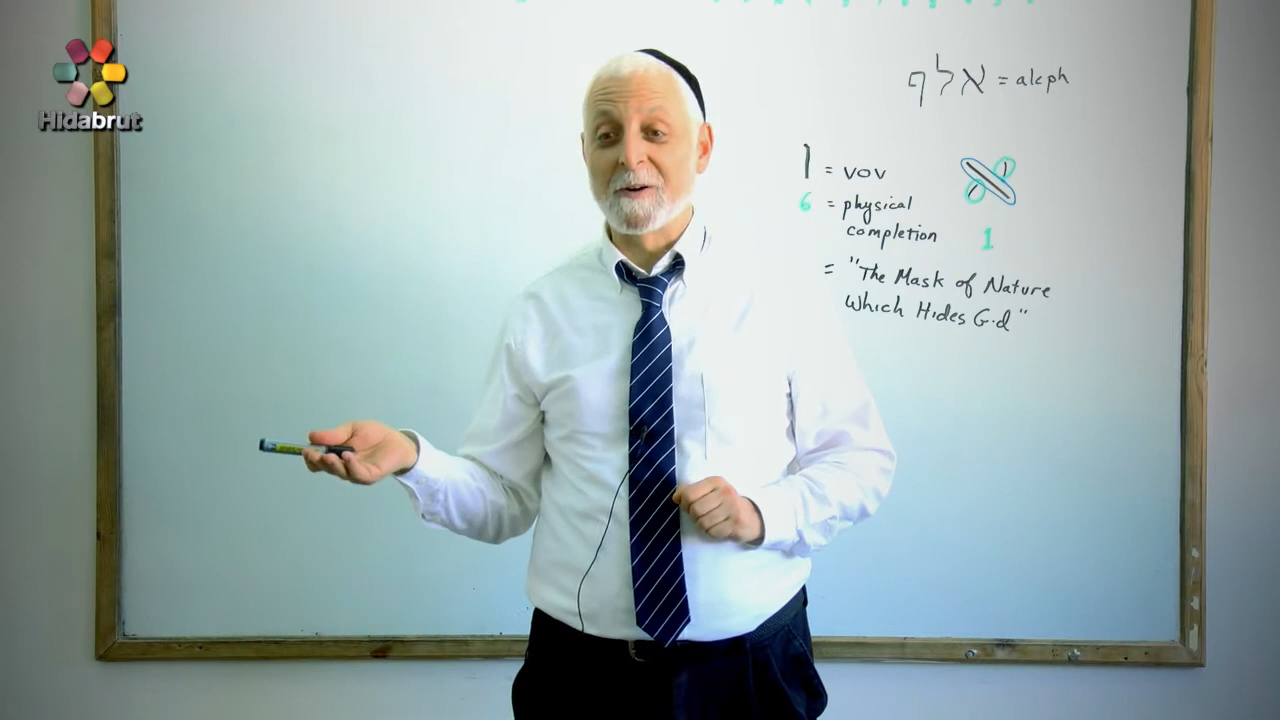 Hidabrut
אלף = aleph
ו = vov
6 = physical
completion
1
= "The Mask of Nature
Which Hides G-d"